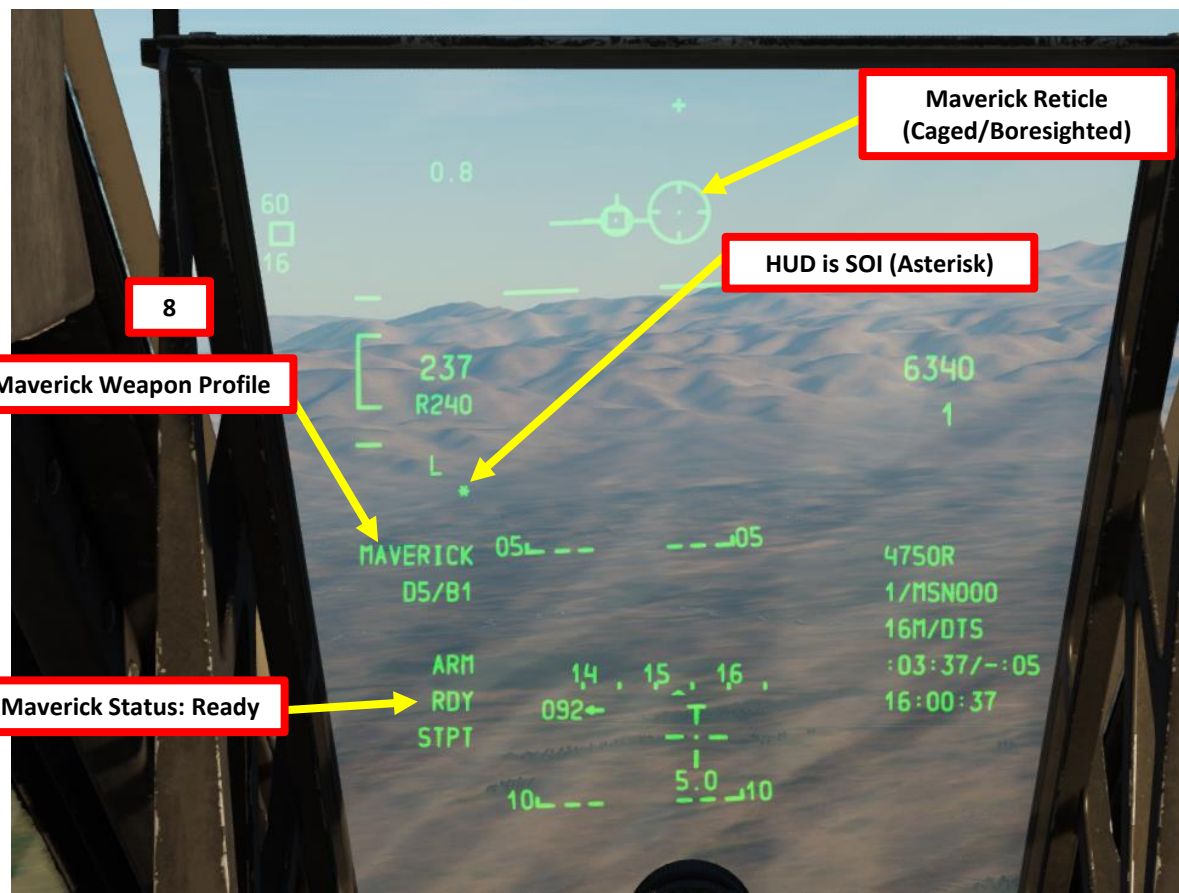 Maverick Reticle
(Caged/Boresighted)
0.8
60
16
HUD is SOI (Asterisk)
8
237
R240
6340
1
Maverick Weapon Profile
L
*
MAVERICK
D5/B1
05
05
4750R
1/MSN000
16M/DTS
:03:37/-:05
16:00:37
ARM
RDY
STPT
Maverick Status: Ready
14 15 16
092←
T
5.0
10
10